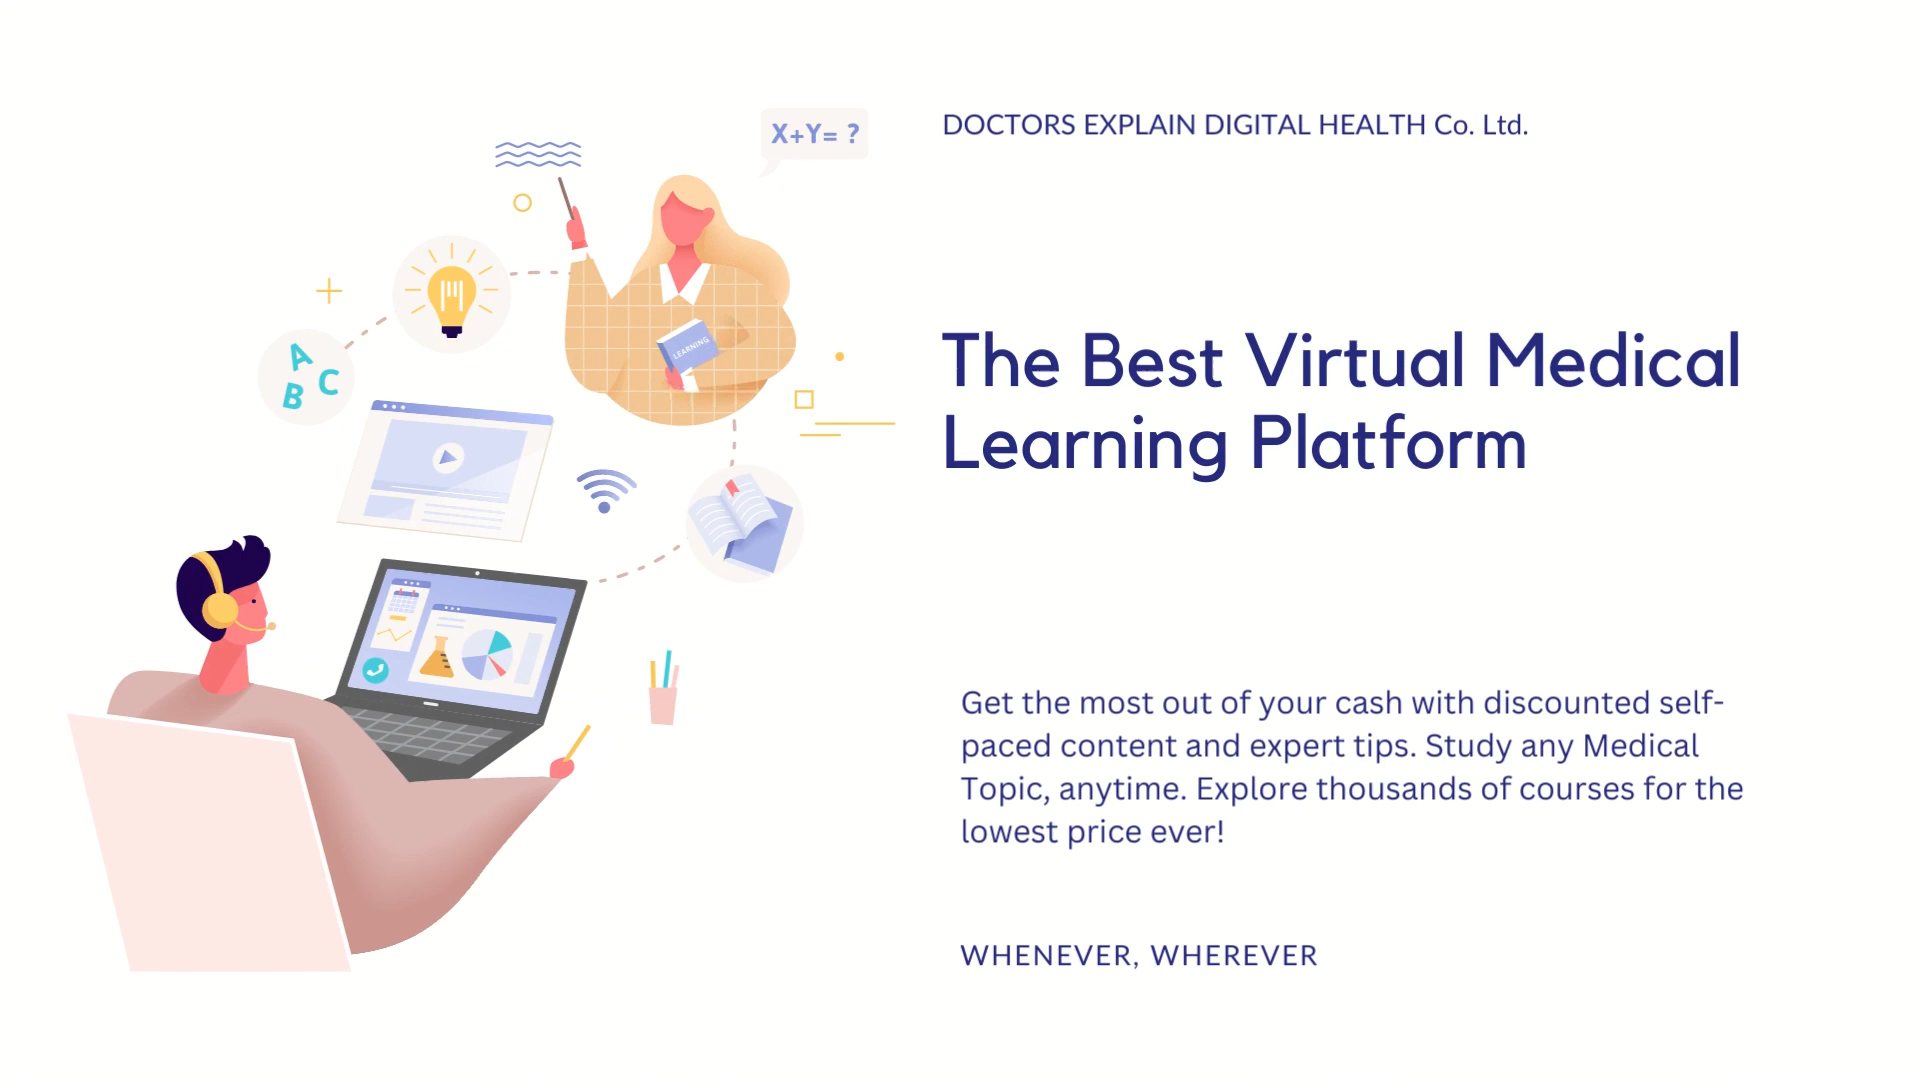 X+Y= ?
DOCTORS EXPLAIN DIGITAL HEALTH Co. Ltd.
A
B
C
LEARNING
The Best Virtual Medical
Learning Platform
Get the most out of your cash with discounted self-
paced content and expert tips. Study any Medical
Topic, anytime. Explore thousands of courses for the
lowest price ever!
WHENEVER, WHEREVER